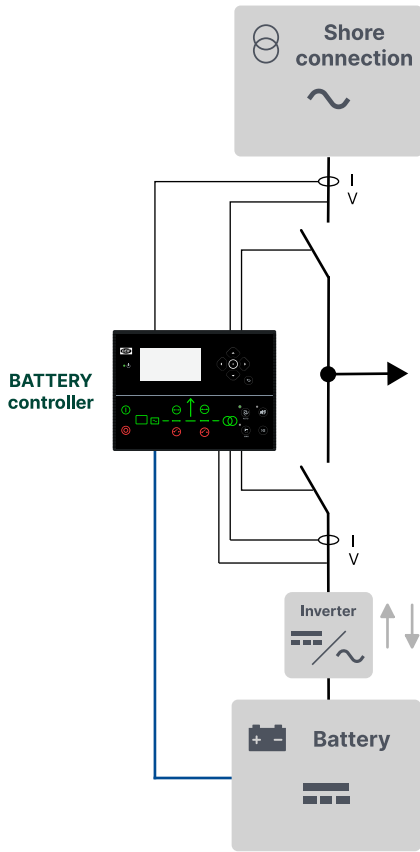 Shore
connection
I
V
BATTERY
controller
I
V
Inverter
Battery